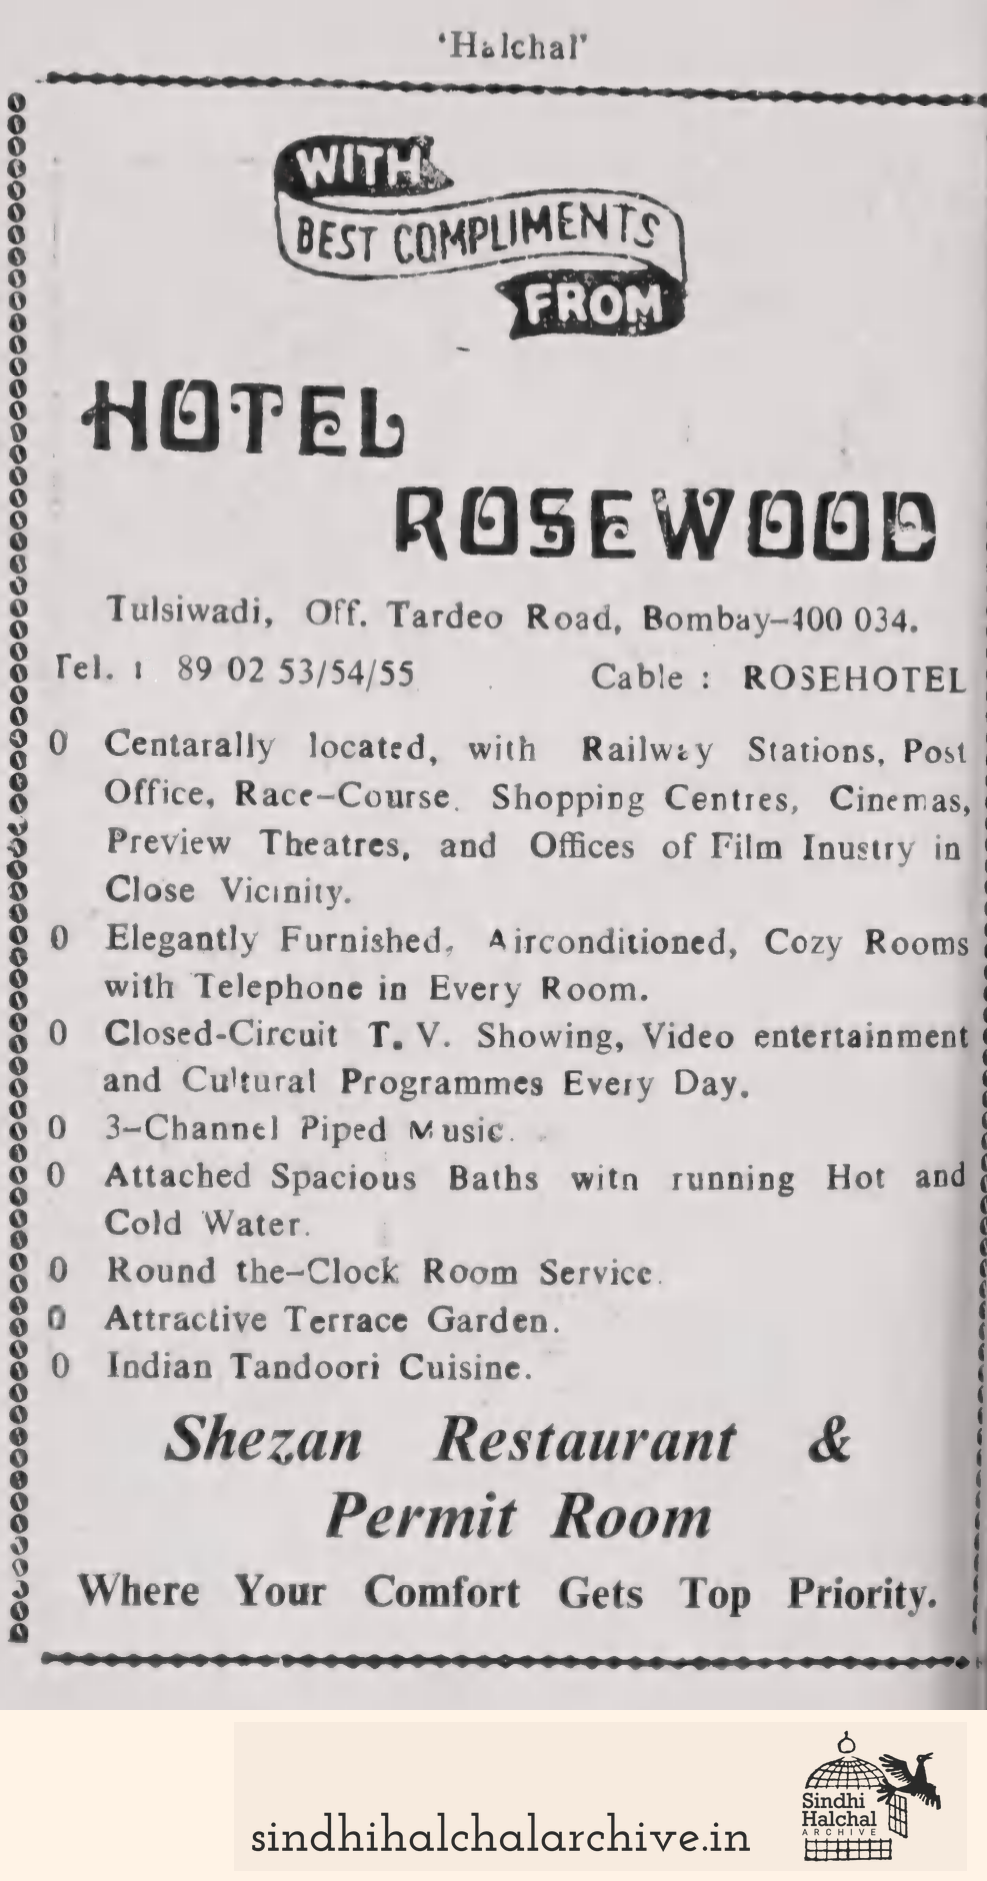 'Halchal'
WITH
BEST COMPLIMENTS
FROM
HOTEL
ROSEWOOD
Tulsiwadi, Off. Tardeo Road, Bombay–400 034.
Tel. : 89 02 53/54/55 Cable : ROSEHOTEL
0 Centarally located, with Railway Stations, Post
Office, Race–Course. Shopping Centres, Cinemas,
Preview Theatres, and Offices of Film Inustry in
Close Vicinity.
0 Elegantly Furnished, Airconditioned, Cozy Rooms
with Telephone in Every Room.
0 Closed-Circuit T. V. Showing, Video entertainment
and Cultural Programmes Every Day.
0 3–Channel Piped Music.
0 Attached Spacious Baths witn running Hot and
Cold Water.
0 Round the–Clock Room Service.
0 Attractive Terrace Garden.
0 Indian Tandoori Cuisine.
Shezan Restaurant &
Permit Room
Where Your Comfort Gets Top Priority.
sindhihalchalarchive.in
Sindhi
Halchal
ARCHIVE